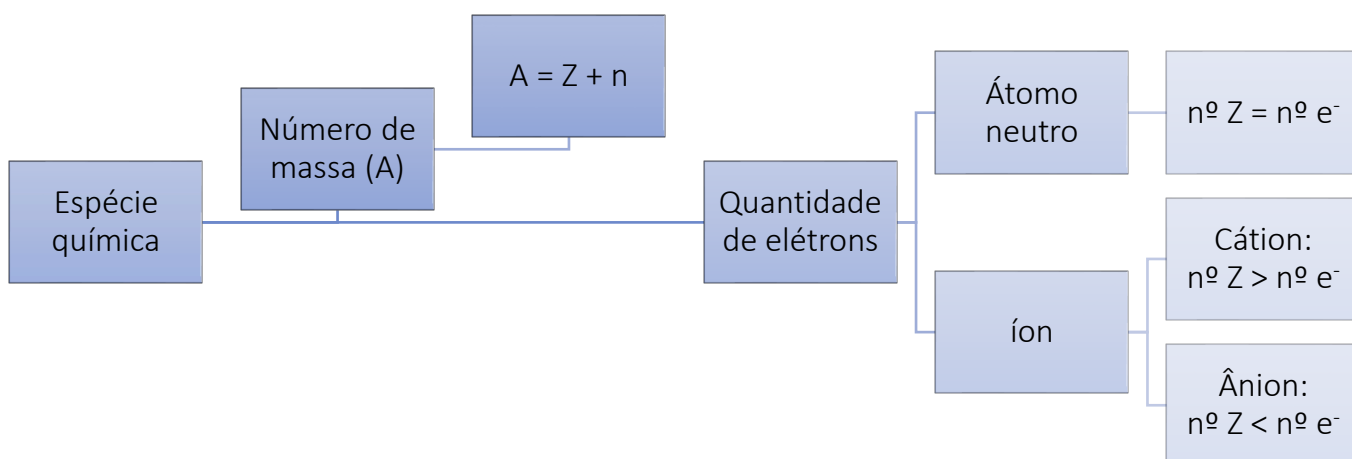 Espécie
química
Número de
massa (A)
A = Z + n
Quantidade
de elétrons
Átomo
neutro
nº Z = nº e⁻
íon
Cátion:
nº Z > nº e⁻
Ânion:
nº Z < nº e⁻